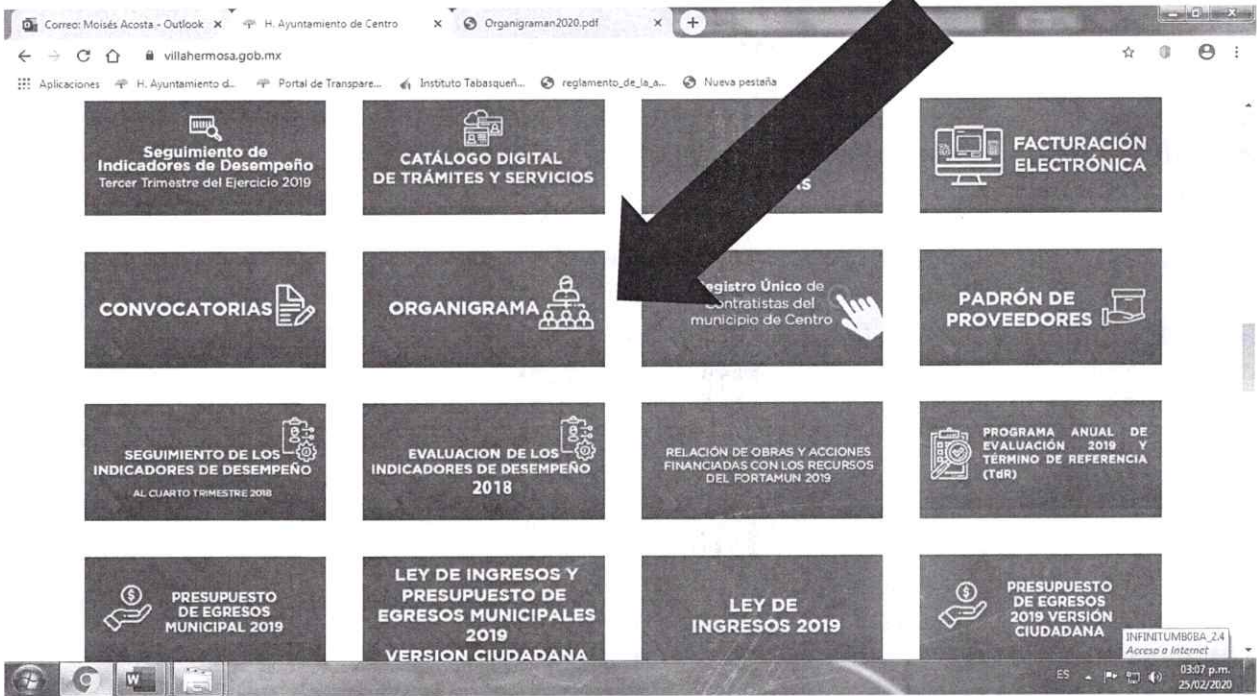 Correo: Moisés Acosta - Outlook
H. Ayuntamiento de Centro
Organigraman2020.pdf
villahermosa.gob.mx
Aplicaciones
H. Ayuntamiento d...
Portal de Transpare...
Instituto Tabasqueñ...
reglamento_de_la_a...
Nueva pestaña
Seguimiento de
Indicadores de Desempeño
Tercer Trimestre del Ejercicio 2019
CATÁLOGO DIGITAL
DE TRÁMITES Y SERVICIOS
FACTURACIÓN
ELECTRÓNICA
CONVOCATORIAS
ORGANIGRAMA
Registro Único de
Contratistas del
municipio de Centro
PADRÓN DE
PROVEEDORES
SEGUIMIENTO DE LOS
INDICADORES DE DESEMPEÑO
AL CUARTO TRIMESTRE 2018
EVALUACION DE LOS
INDICADORES DE DESEMPEÑO
2018
RELACIÓN DE OBRAS Y ACCIONES
FINANCIADAS CON LOS RECURSOS
DEL FORTAMUN 2019
PROGRAMA ANUAL DE
EVALUACIÓN 2019 Y
TÉRMINO DE REFERENCIA
(TdR)
PRESUPUESTO
DE EGRESOS
MUNICIPAL 2019
LEY DE INGRESOS Y
PRESUPUESTO DE
EGRESOS MUNICIPALES
2019
VERSION CIUDADANA
LEY DE
INGRESOS 2019
PRESUPUESTO
DE EGRESOS
2019 VERSIÓN
CIUDADANA
INFINITUMB0BA_2.4
Acceso a Internet
ES
03:07 p.m.
25/02/2020